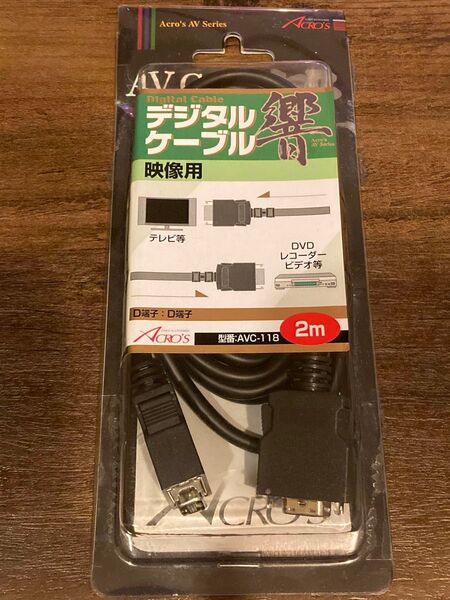 Acro's AV Series
ACRO'S
AV C
Digital Cable
デジタル
ケーブル
響
Acro's
AV Series
映像用
テレビ等
DVD
レコーダー
ビデオ等
D端子:D端子
ACRO'S
型番:AVC-118
2m
ACRO'S